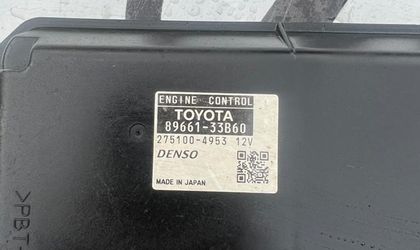 ENGINE CONTROL
TOYOTA
89661-33B60
275100-4953 12V
DENSO
MADE IN JAPAN
>PBT-